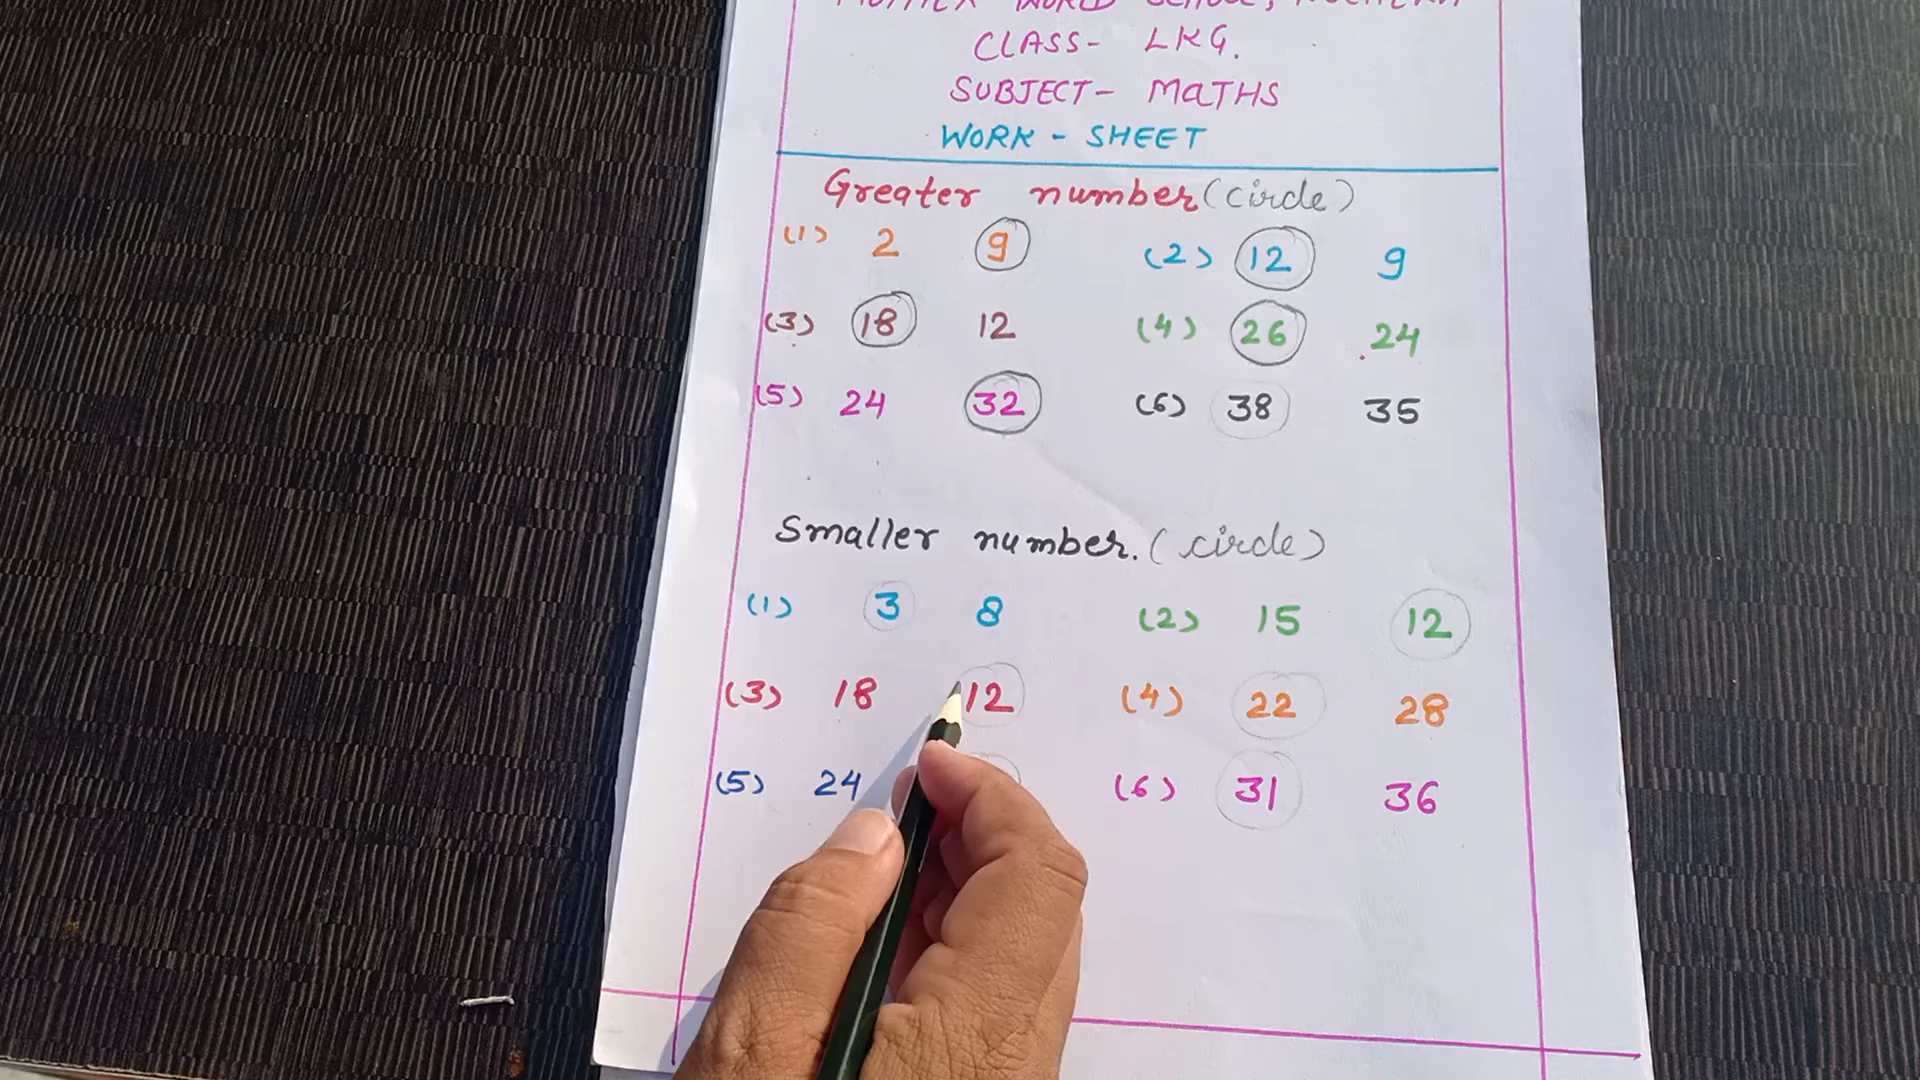 CLASS- LKG.
SUBJECT- MATHS
WORK - SHEET
Greater number (circle)
(1) 2 9 (2) 12 9
(3) 18 12 (4) 26 24
(5) 24 32 (6) 38 35
Smaller number. (circle)
(1) 3 8 (2) 15 12
(3) 18 12 (4) 22 28
(5) 24 (6) 31 36